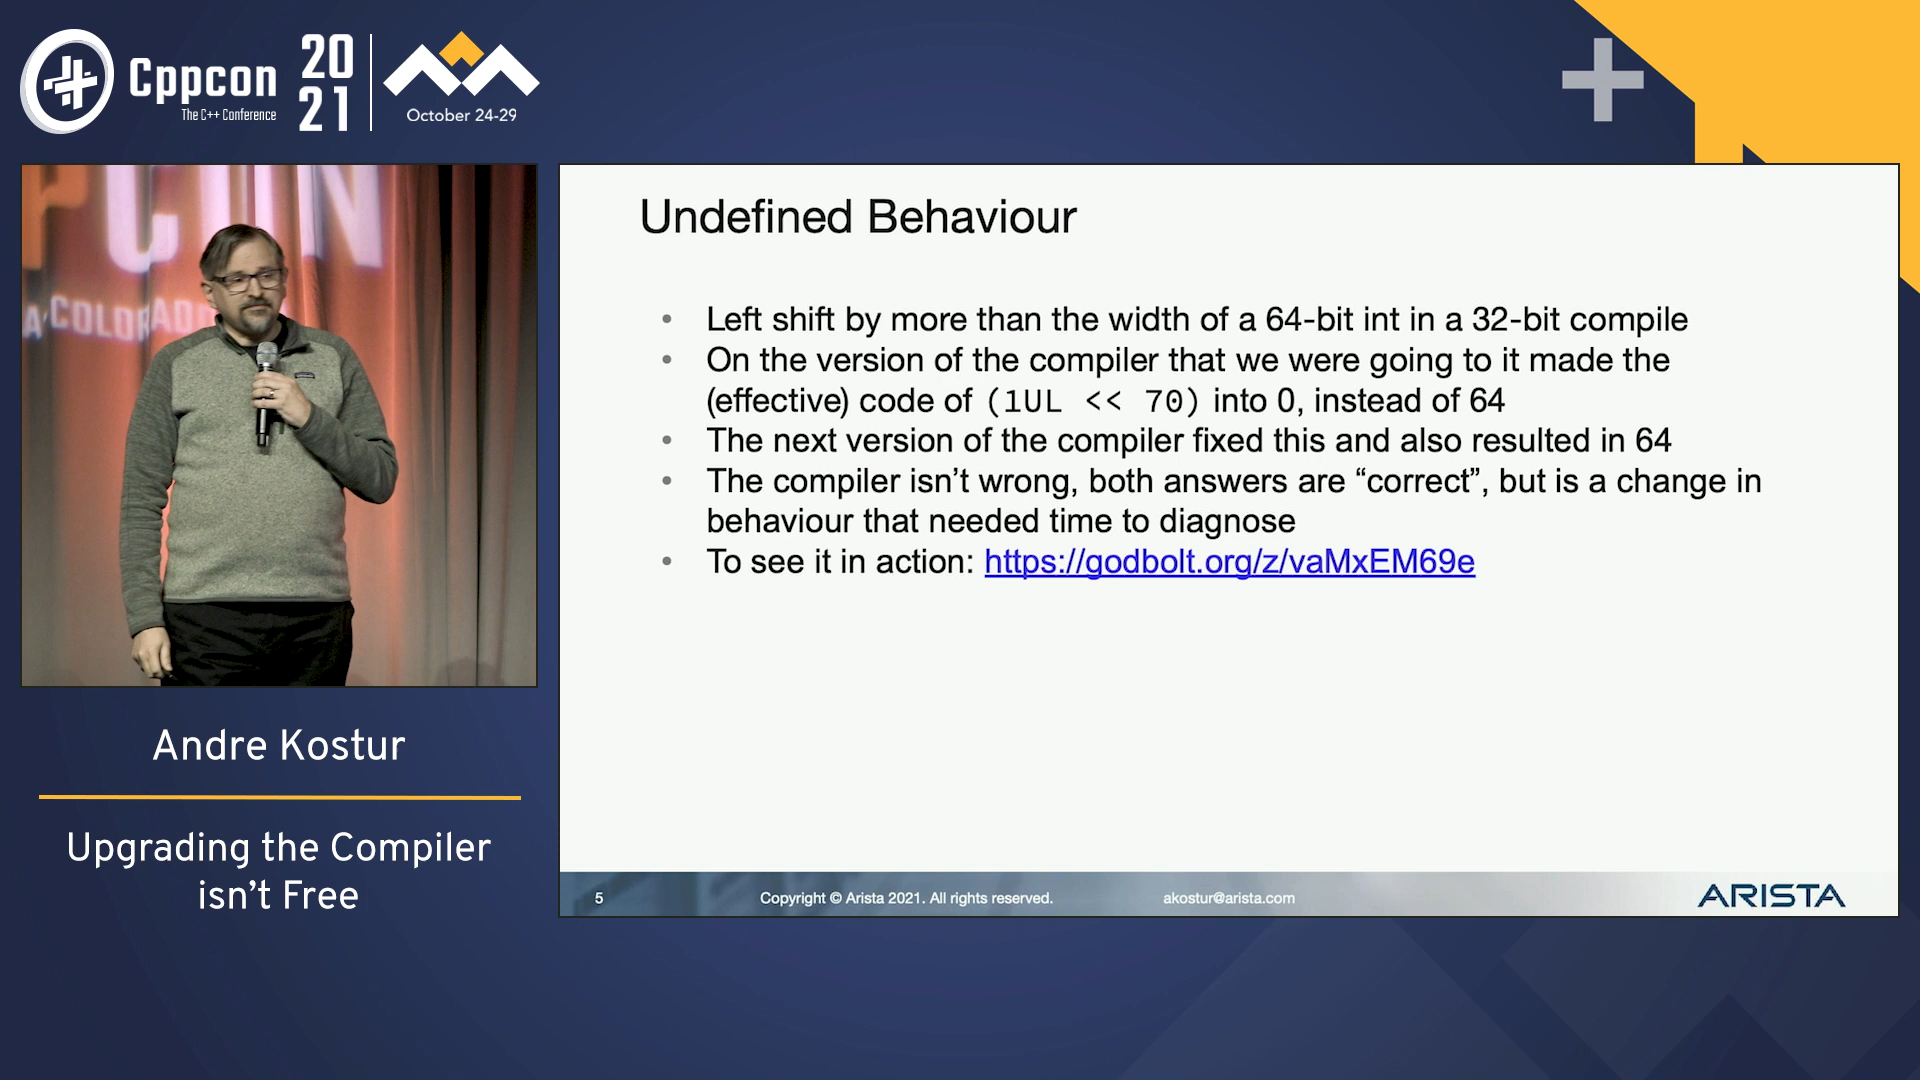 Cppcon
The C++ Conference
20
21
October 24-29
PCON
A COLORADO
Andre Kostur
Upgrading the Compiler
isn't Free
Undefined Behaviour
• Left shift by more than the width of a 64-bit int in a 32-bit compile
• On the version of the compiler that we were going to it made the
(effective) code of (1UL << 70) into 0, instead of 64
• The next version of the compiler fixed this and also resulted in 64
• The compiler isn't wrong, both answers are “correct”, but is a change in
behaviour that needed time to diagnose
• To see it in action: https://godbolt.org/z/vaMxEM69e
5
Copyright © Arista 2021. All rights reserved.
akostur@arista.com
ARISTA